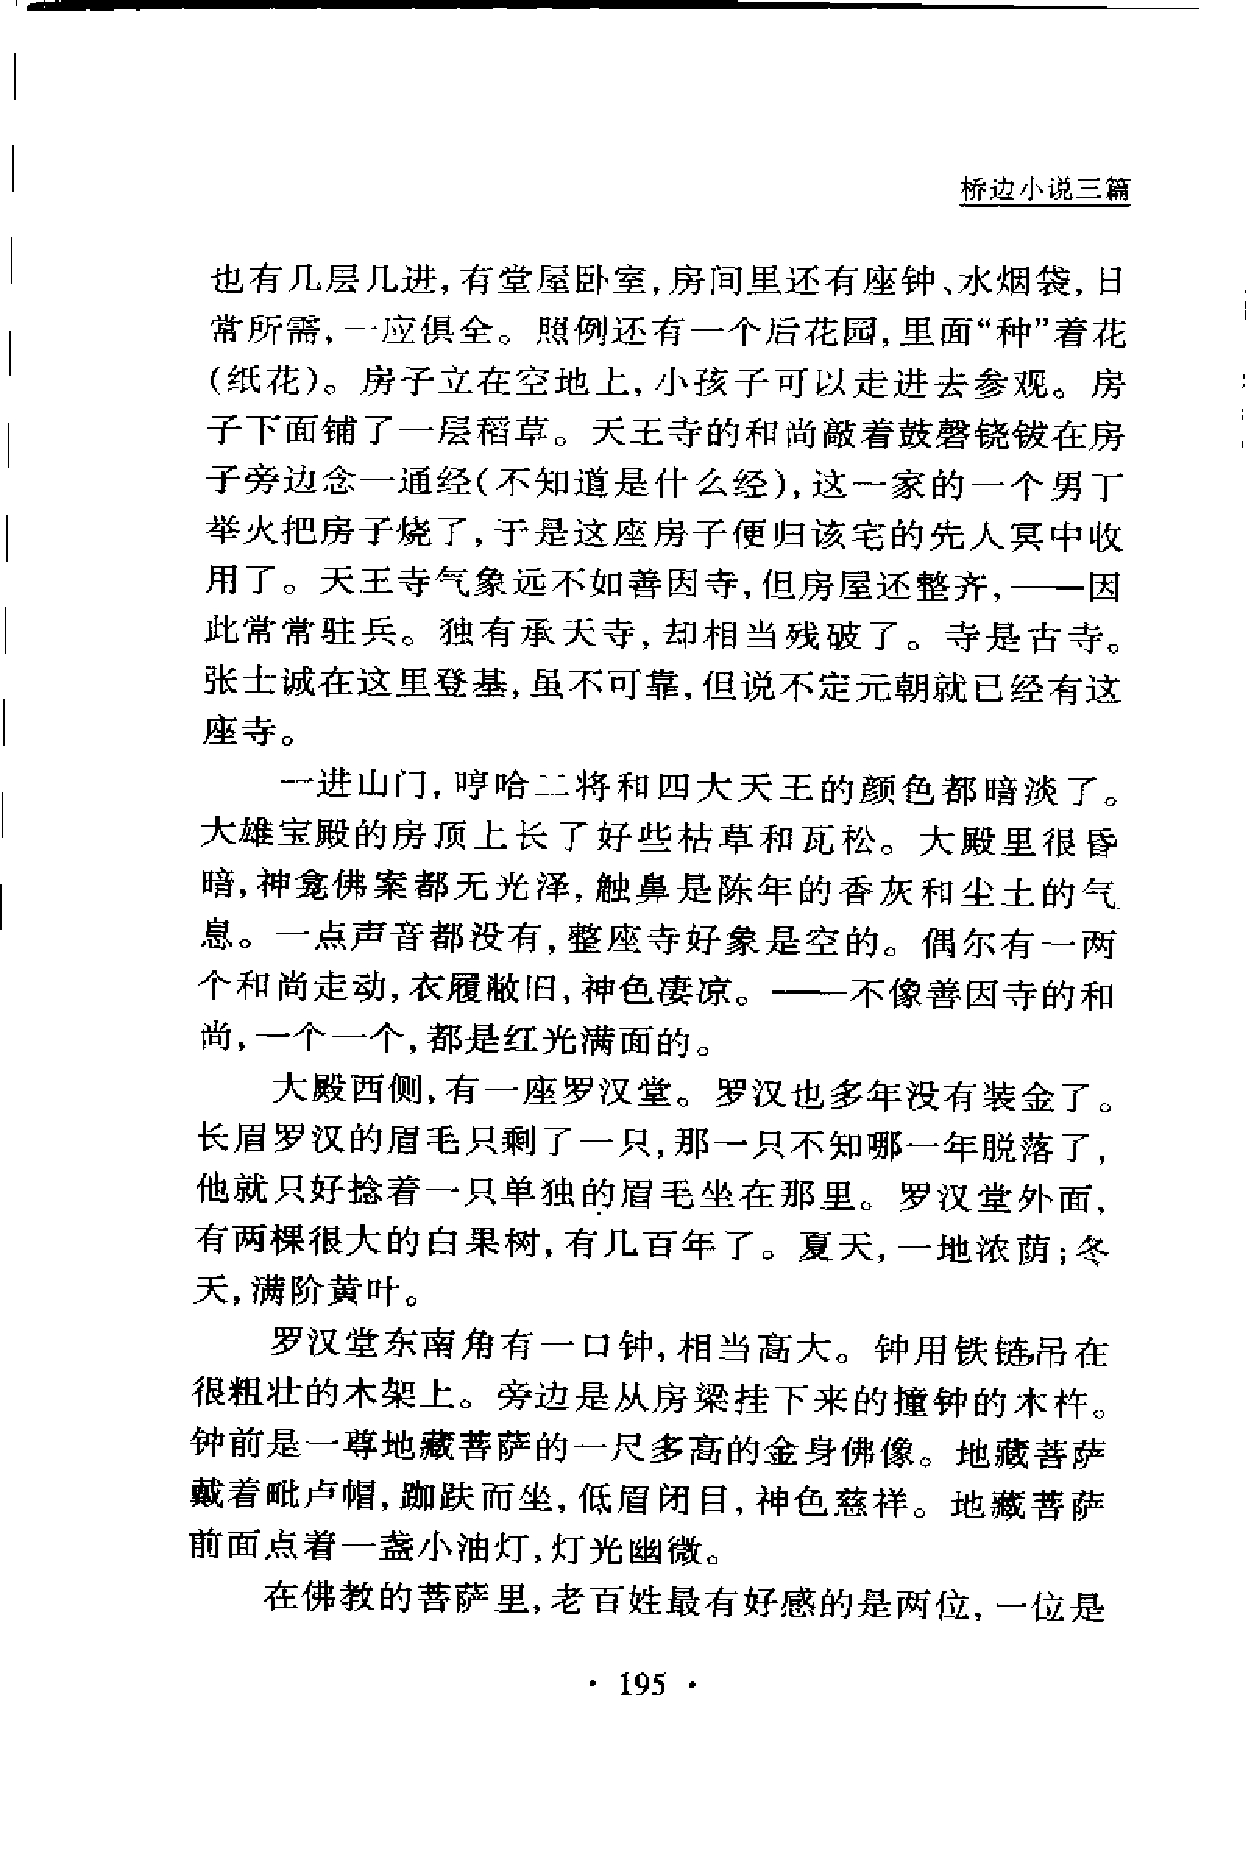 桥边小说三篇
也有几层几进，有堂屋卧室，房间里还有座钟、水烟袋，日
常所需，一应俱全。照例还有一个后花园，里面“种”着花
（纸花）。房子立在空地上，小孩子可以走进去参观。房
子下面铺了一层稻草。天王寺的和尚敲着鼓磬铙钹在房
子旁边念一通经（不知道是什么经），这一家的一个男丁
举火把房子烧了，于是这座房子便归该宅的先人冥中收
用了。天王寺气象远不如善因寺，但房屋还整齐，——因
此常常驻兵。独有承天寺，却相当残破了。寺是古寺。
张士诚在这里登基，虽不可靠，但说不定元朝就已经有这
座寺。
一进山门，哼哈二将和四大天王的颜色都暗淡了。
大雄宝殿的房顶上长了好些枯草和瓦松。大殿里很昏
暗，神龛佛案都无光泽，触鼻是陈年的香灰和尘土的气
息。一点声音都没有，整座寺好象是空的。偶尔有一两
个和尚走动，衣履敝旧，神色凄凉。——不像善因寺的和
尚，一个一个，都是红光满面的。
大殿西侧，有一座罗汉堂。罗汉也多年没有装金了。
长眉罗汉的眉毛只剩了一只，那一只不知哪一年脱落了，
他就只好捻着一只单独的眉毛坐在那里。罗汉堂外面，
有两棵很大的白果树，有几百年了。夏天，一地浓荫；冬
天，满阶黄叶。
罗汉堂东南角有一口钟，相当高大。钟用铁链吊在
很粗壮的木架上。旁边是从房梁挂下来的撞钟的木杵。
钟前是一尊地藏菩萨的一尺多高的金身佛像。地藏菩萨
戴着毗卢帽，跏趺而坐，低眉闭目，神色慈祥。地藏菩萨
前面点着一盏小油灯，灯光幽微。
在佛教的菩萨里，老百姓最有好感的是两位，一位是
· 195 ·